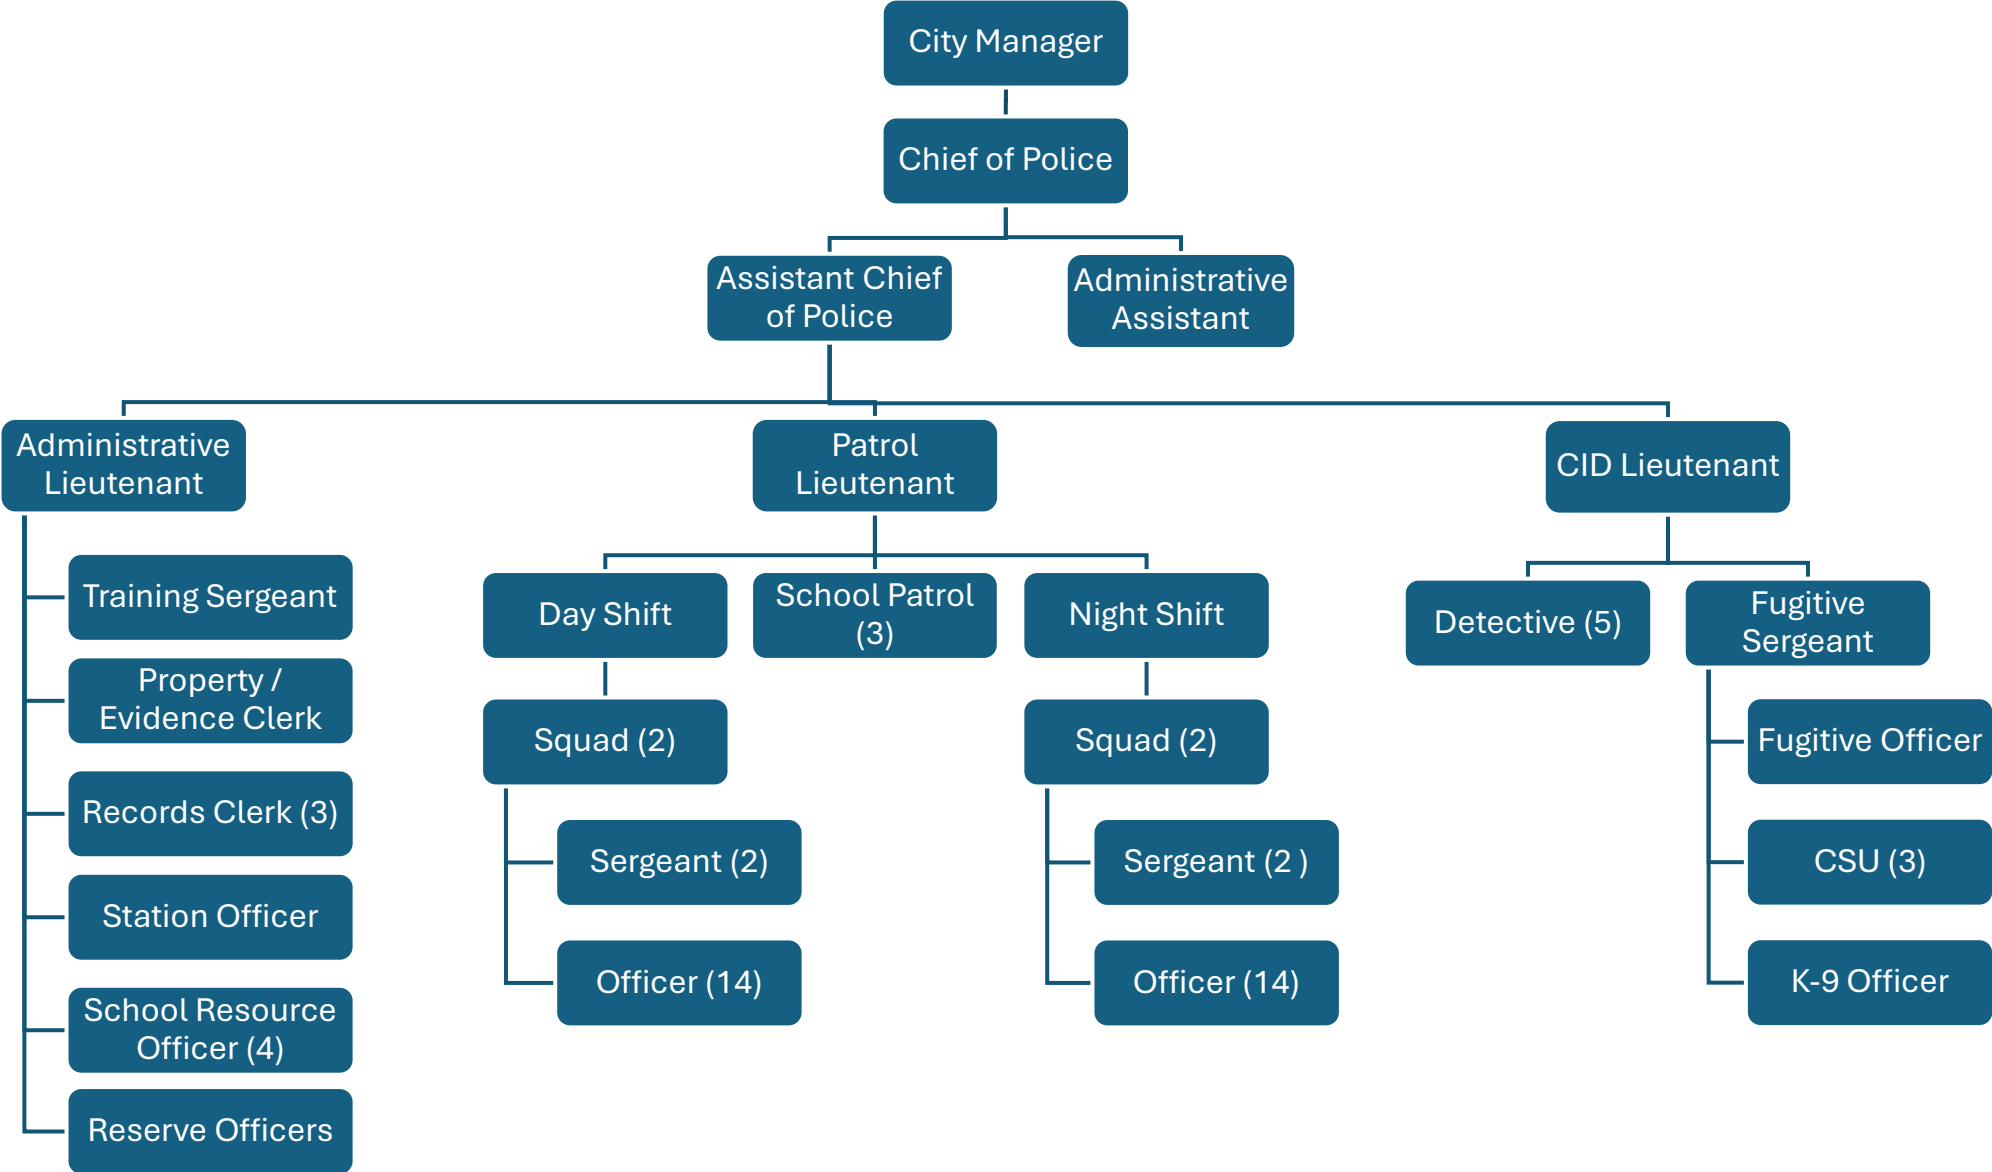 City Manager
Chief of Police
Assistant Chief
of Police
Administrative
Assistant
Administrative
Lieutenant
Patrol
Lieutenant
CID Lieutenant
Training Sergeant
Property /
Evidence Clerk
Records Clerk (3)
Station Officer
School Resource
Officer (4)
Reserve Officers
Day Shift
School Patrol
(3)
Night Shift
Squad (2)
Sergeant (2)
Officer (14)
Squad (2)
Sergeant (2 )
Officer (14)
Detective (5)
Fugitive
Sergeant
Fugitive Officer
CSU (3)
K-9 Officer